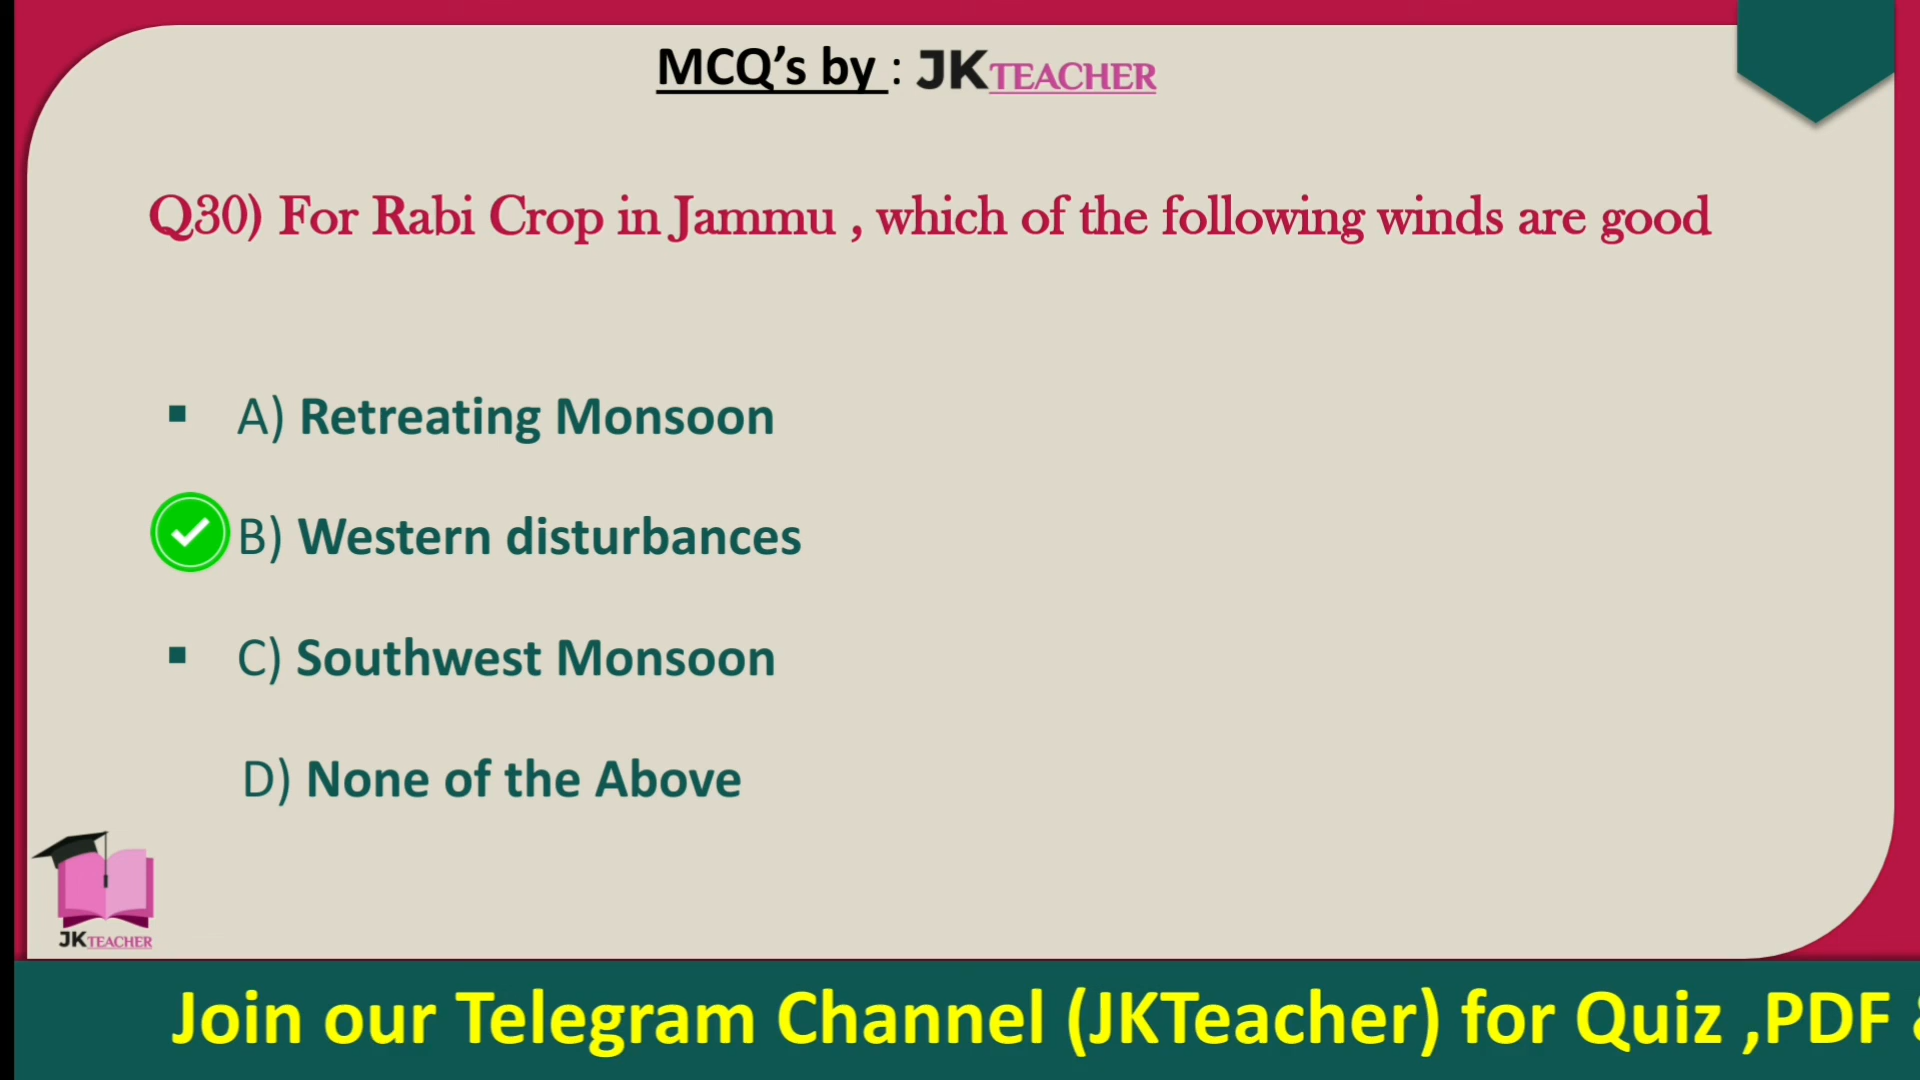 MCQ’s by : JKTEACHER
Q30) For Rabi Crop in Jammu , which of the following winds are good
▪ A) Retreating Monsoon
B) Western disturbances
▪ C) Southwest Monsoon
D) None of the Above
JKTEACHER
Join our Telegram Channel (JKTeacher) for Quiz ,PDF